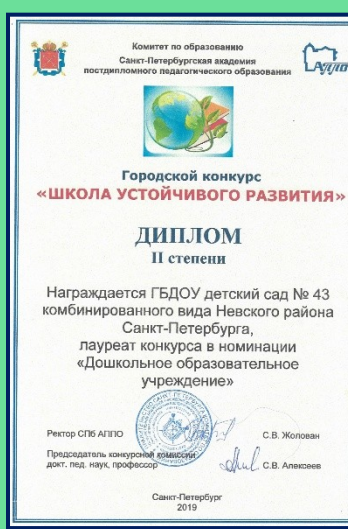 Комитет по образованию
Санкт-Петербургская академия
постдипломного педагогического образования
Городской конкурс
«ШКОЛА УСТОЙЧИВОГО РАЗВИТИЯ»
ДИПЛОМ
II степени
Награждается ГБДОУ детский сад № 43
комбинированного вида Невского района
Санкт-Петербурга,
лауреат конкурса в номинации
«Дошкольное образовательное
учреждение»
Ректор СПб АППО
С.В. Жолован
Председатель конкурсной комиссии
докт. пед. наук, профессор
С.В. Алексеев
Санкт-Петербург
2019